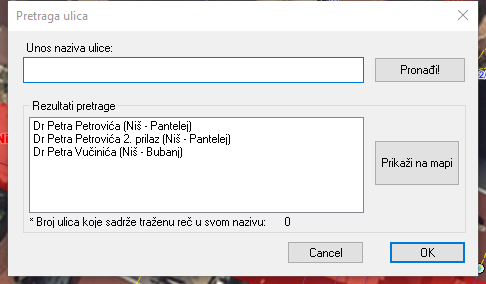 Pretraga ulica
Unos naziva ulice:
Pronađi!
Rezultati pretrage
Dr Petra Petrovića (Niš - Pantelej)
Dr Petra Petrovića 2. prilaz (Niš - Pantelej)
Dr Petra Vučinića (Niš - Bubanj)
Prikaži na mapi
* Broj ulica koje sadrže traženu reč u svom nazivu: 0
Cancel
OK